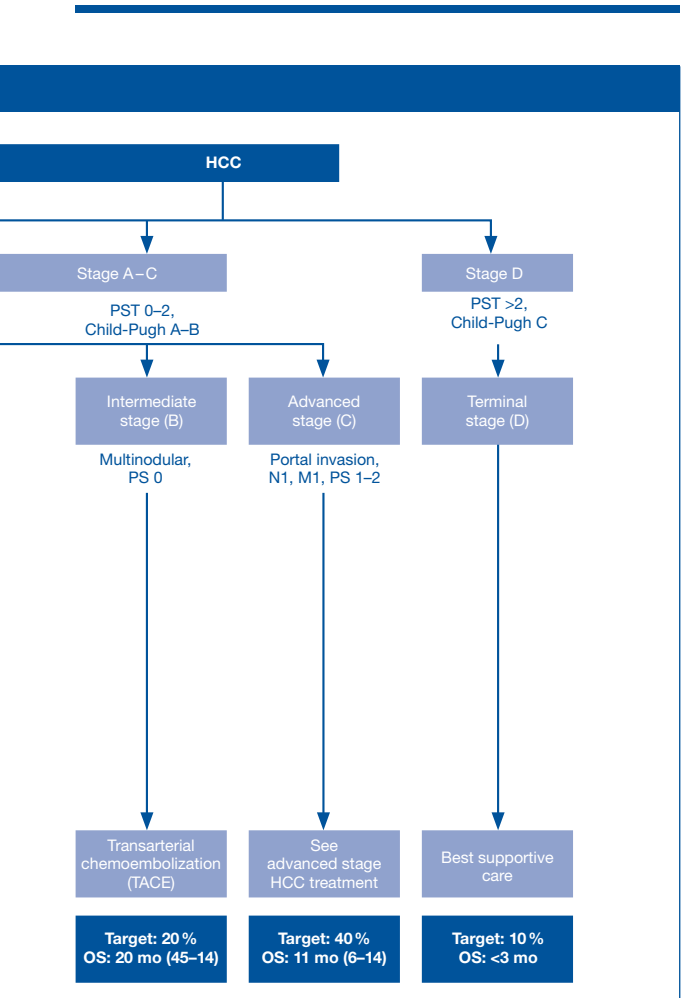 HCC
Stage A–C
Stage D
PST 0–2,
Child-Pugh A–B
PST >2,
Child-Pugh C
Intermediate
stage (B)
Advanced
stage (C)
Terminal
stage (D)
Multinodular,
PS 0
Portal invasion,
N1, M1, PS 1–2
Transarterial
chemoembolization
(TACE)
See
advanced stage
HCC treatment
Best supportive
care
Target: 20 %
OS: 20 mo (45–14)
Target: 40 %
OS: 11 mo (6–14)
Target: 10 %
OS: <3 mo